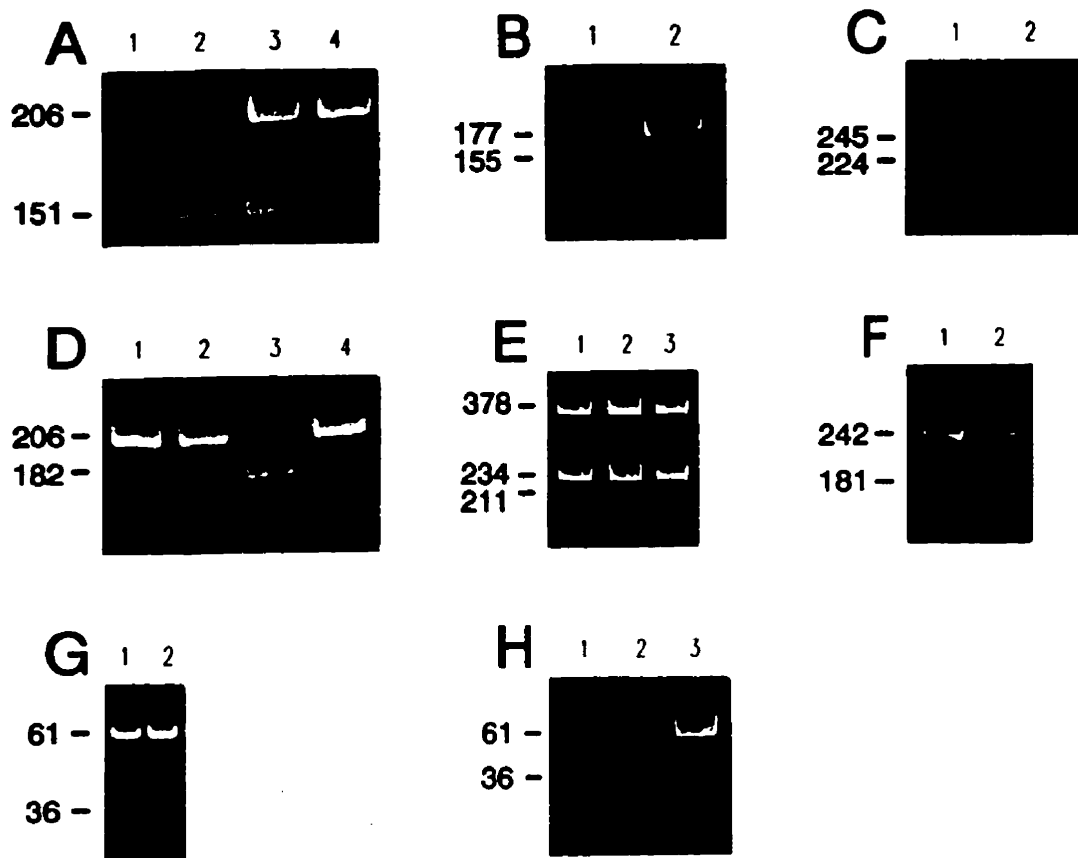 A 1 2 3 4
206 –
151 –
B 1 2
177 –
155 –
C 1 2
245 –
224 –
D 1 2 3 4
206 –
182 –
E 1 2 3
378 –
234 –
211 –
F 1 2
242 –
181 –
G 1 2
61 –
36 –
H 1 2 3
61 –
36 –